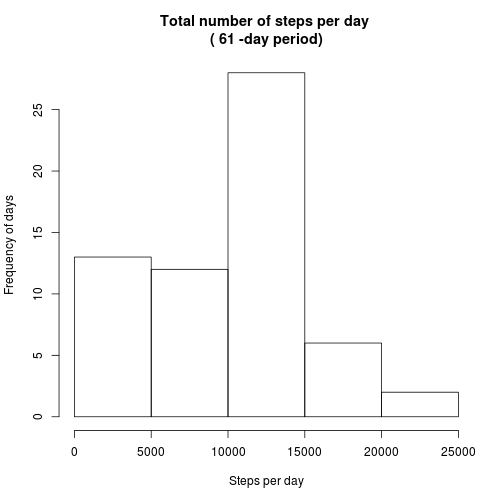 Total number of steps per day
( 61 -day period)
25
20
15
10
5
0
Frequency of days
0 5000 10000 15000 20000 25000
Steps per day